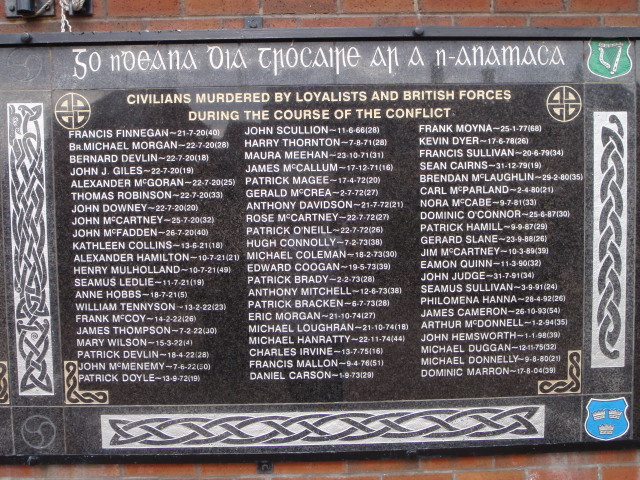 Go nDeana Dia Trócaire ar a n-Anamaca
CIVILIANS MURDERED BY LOYALISTS AND BRITISH FORCES
DURING THE COURSE OF THE CONFLICT
FRANCIS FINNEGAN~21-7-20(40)
BR.MICHAEL MORGAN~22-7-20(28)
BERNARD DEVLIN~22-7-20(18)
JOHN J. GILES~22-7-20(19)
ALEXANDER McGORAN~22-7-20(25)
THOMAS ROBINSON~22-7-20(33)
JOHN DOWNEY~22-7-20(20)
JOHN McCARTNEY~25-7-20(32)
JOHN McFADDEN~26-7-20(40)
KATHLEEN COLLINS~13-6-21(18)
ALEXANDER HAMILTON~10-7-21(21)
HENRY MULHOLLAND~10-7-21(49)
SEAMUS LEDLIE~11-7-21(19)
ANNE HOBBS~18-7-21(5)
WILLIAM TENNYSON~13-2-22(23)
FRANK McCOY~14-2-22(26)
JAMES THOMPSON~7-2-22(30)
MARY WILSON~15-3-22(4)
PATRICK DEVLIN~18-4-22(28)
JOHN McMENEMY~7-6-22(50)
PATRICK DOYLE~13-9-72(19)
JOHN SCULLION~11-6-66(28)
HARRY THORNTON~7-8-71(28)
MAURA MEEHAN~23-10-71(31)
JAMES McCALLUM~17-12-71(16)
PATRICK MAGEE~17-4-72(20)
GERALD McCREA~2-7-72(27)
ANTHONY DAVIDSON~21-7-72(21)
ROSE McCARTNEY~22-7-72(27)
PATRICK O'NEILL~22-7-72(26)
HUGH CONNOLLY~7-2-73(38)
MICHAEL COLEMAN~18-2-73(30)
EDWARD COOGAN~19-5-73(39)
PATRICK BRADY~2-2-73(28)
ANTHONY MITCHELL~12-6-73(38)
PATRICK BRACKEN~6-7-73(28)
ERIC MORGAN~21-10-74(27)
MICHAEL LOUGHRAN~21-10-74(18)
MICHAEL HANRATTY~22-11-74(44)
CHARLES IRVINE~13-7-75(16)
FRANCIS MALLON~9-4-76(51)
DANIEL CARSON~1-9-73(29)
FRANK MOYNA~25-1-77(68)
KEVIN DYER~17-6-78(26)
FRANCIS SULLIVAN~20-6-79(34)
SEAN CAIRNS~31-12-79(19)
BRENDAN McLAUGHLIN~29-2-80(35)
CARL McPARLAND~2-4-80(21)
NORA McCABE~9-7-81(33)
DOMINIC O'CONNOR~25-6-87(30)
PATRICK HAMILL~9-9-87(29)
GERARD SLANE~23-9-88(26)
JIM McCARTNEY~10-3-89(39)
EAMON QUINN~11-3-90(32)
JOHN JUDGE~31-7-91(34)
SEAMUS SULLIVAN~3-9-91(24)
PHILOMENA HANNA~28-4-92(26)
JAMES CAMERON~26-10-93(54)
ARTHUR McDONNELL~1-2-94(35)
JOHN HEMSWORTH~1-1-98(39)
MICHAEL DUGGAN~12-11-75(32)
MICHAEL DONNELLY~9-8-80(21)
DOMINIC MARRON~17-8-04(39)